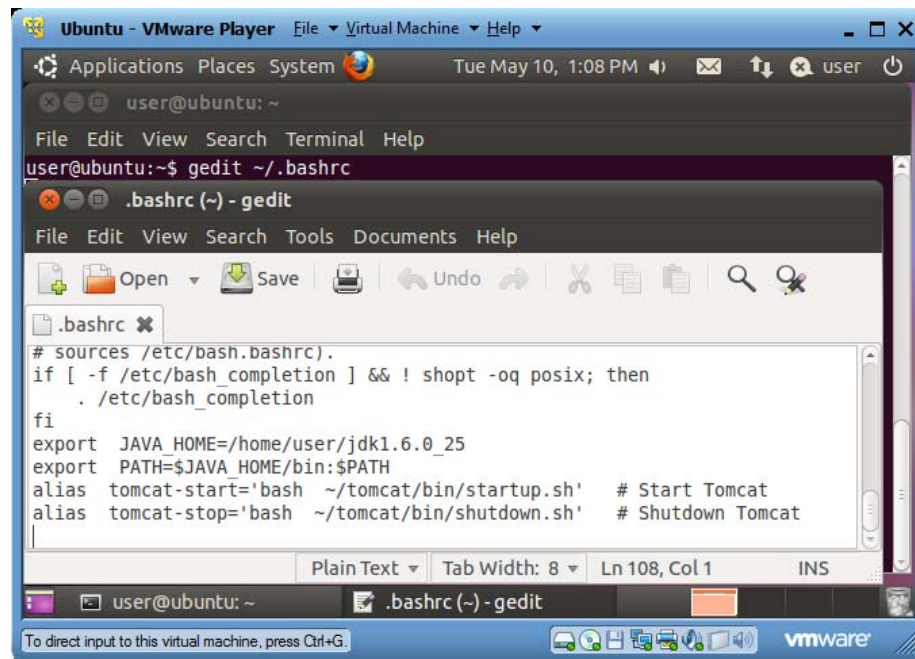 Ubuntu - VMware Player File Virtual Machine Help
Applications Places System Tue May 10, 1:08 PM user
user@ubuntu: ~
File Edit View Search Terminal Help
user@ubuntu:~$ gedit ~/.bashrc
.bashrc (~) - gedit
File Edit View Search Tools Documents Help
Open Save Undo
.bashrc
# sources /etc/bash.bashrc).
if [ -f /etc/bash_completion ] && ! shopt -oq posix; then
    . /etc/bash_completion
fi
export  JAVA_HOME=/home/user/jdk1.6.0_25
export  PATH=$JAVA_HOME/bin:$PATH
alias  tomcat-start='bash  ~/tomcat/bin/startup.sh'   # Start Tomcat
alias  tomcat-stop='bash  ~/tomcat/bin/shutdown.sh'   # Shutdown Tomcat
Plain Text Tab Width: 8 Ln 108, Col 1 INS
user@ubuntu: ~ .bashrc (~) - gedit
To direct input to this virtual machine, press Ctrl+G. vmware